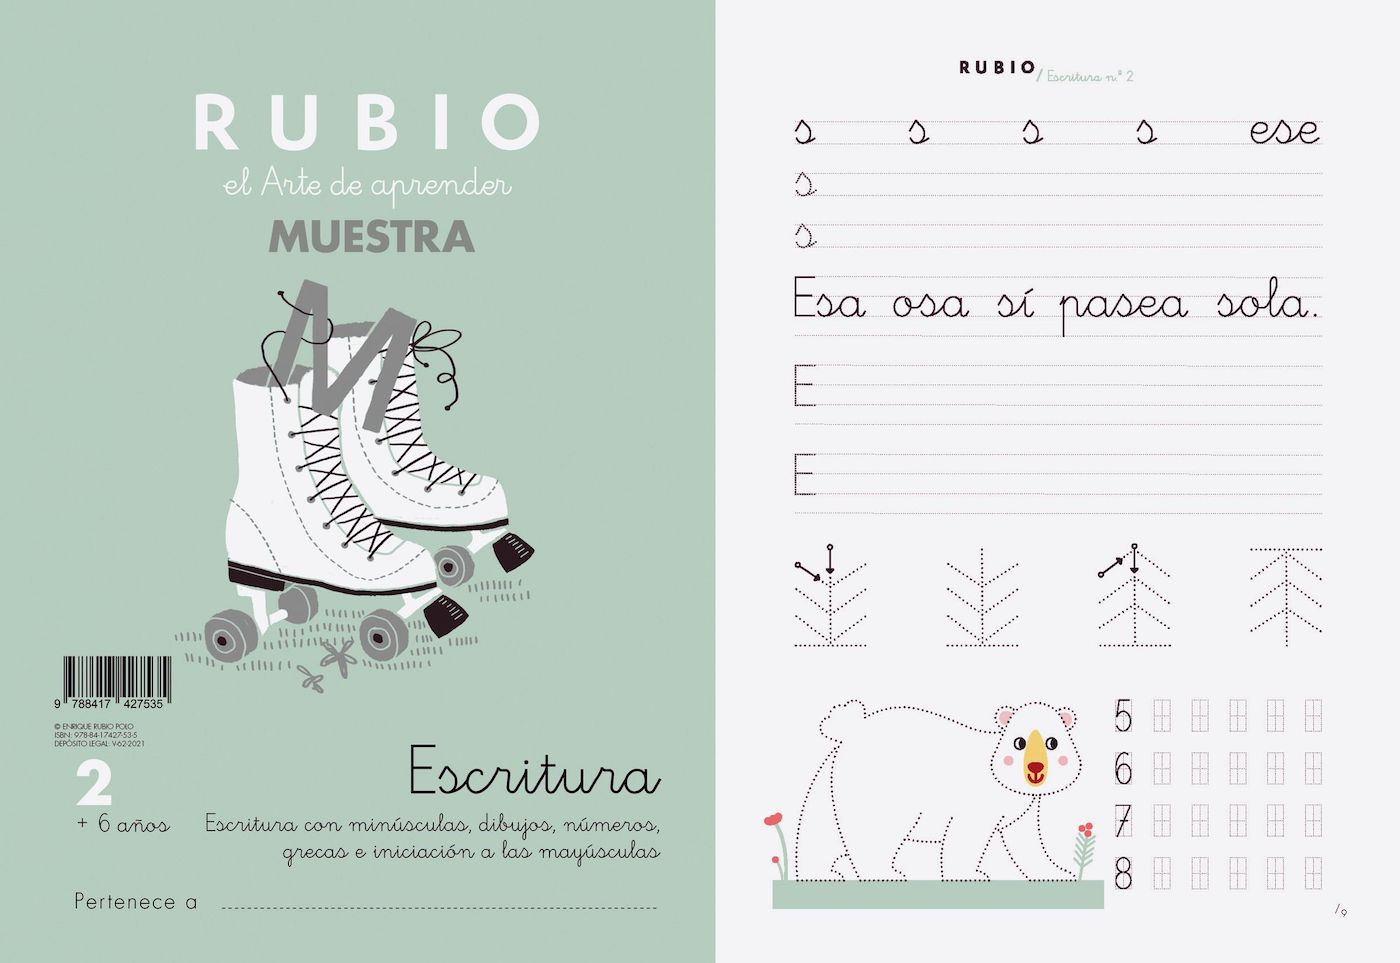 RUBIO
el Arte de aprender
MUESTRA
M
9 788417 427535
© ENRIQUE RUBIO POLO
ISBN: 978-84-17427-53-5
DEPÓSITO LEGAL: V-62-2021
2
+ 6 años
Escritura
Escritura con minúsculas, dibujos, números,
grecas e iniciación a las mayúsculas
Pertenece a
RUBIO / Escritura n.º 2
s s s s ese
s
s
Esa osa sí pasea sola.
E
E
5
6
7
8
/9